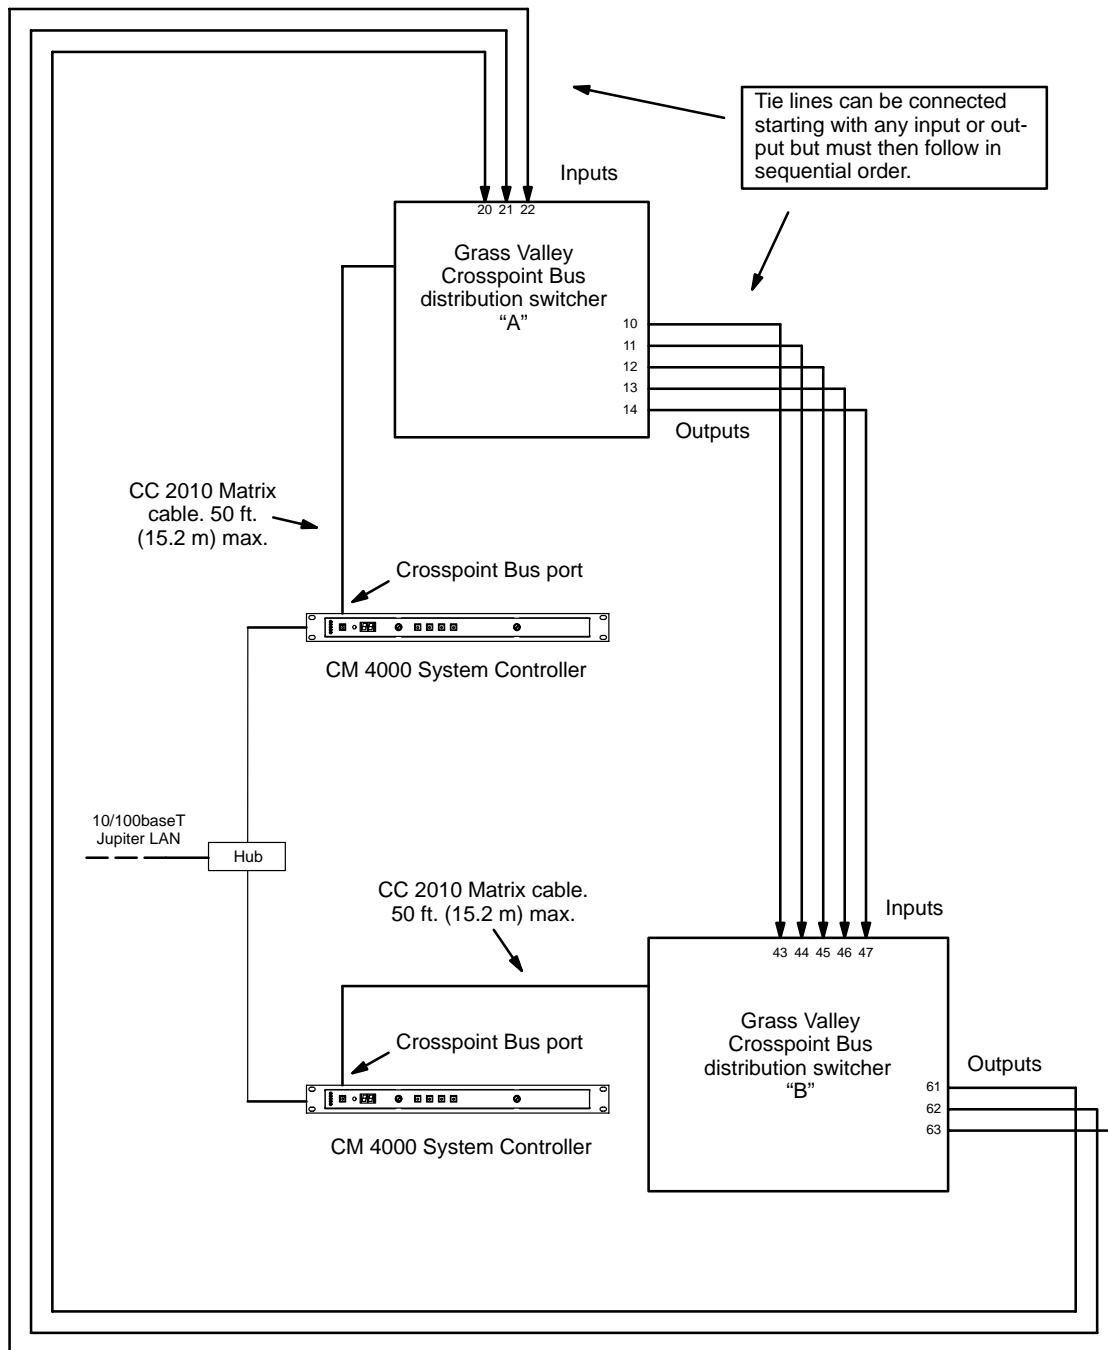 Tie lines can be connected
starting with any input or out-
put but must then follow in
sequential order.
Inputs
20 21 22
Grass Valley
Crosspoint Bus
distribution switcher
“A”
10
11
12
13
14
Outputs
CC 2010 Matrix
cable. 50 ft.
(15.2 m) max.
Crosspoint Bus port
CM 4000 System Controller
10/100baseT
Jupiter LAN
Hub
CC 2010 Matrix cable.
50 ft. (15.2 m) max.
Inputs
43 44 45 46 47
Grass Valley
Crosspoint Bus
distribution switcher
“B”
Crosspoint Bus port
Outputs
61
62
63
CM 4000 System Controller